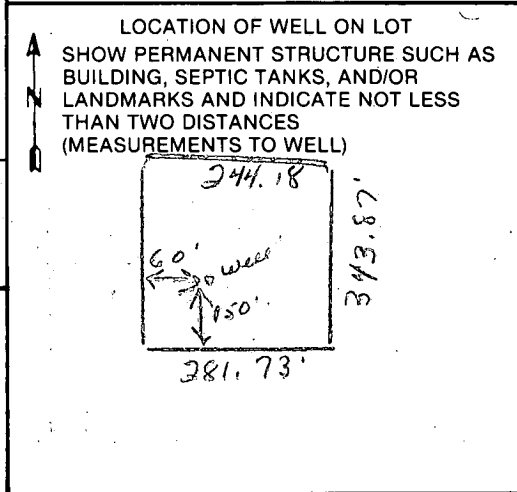 LOCATION OF WELL ON LOT
SHOW PERMANENT STRUCTURE SUCH AS
BUILDING, SEPTIC TANKS, AND/OR
N LANDMARKS AND INDICATE NOT LESS
THAN TWO DISTANCES
(MEASUREMENTS TO WELL)
244.18
343.87'
60' well
150'
281.73'